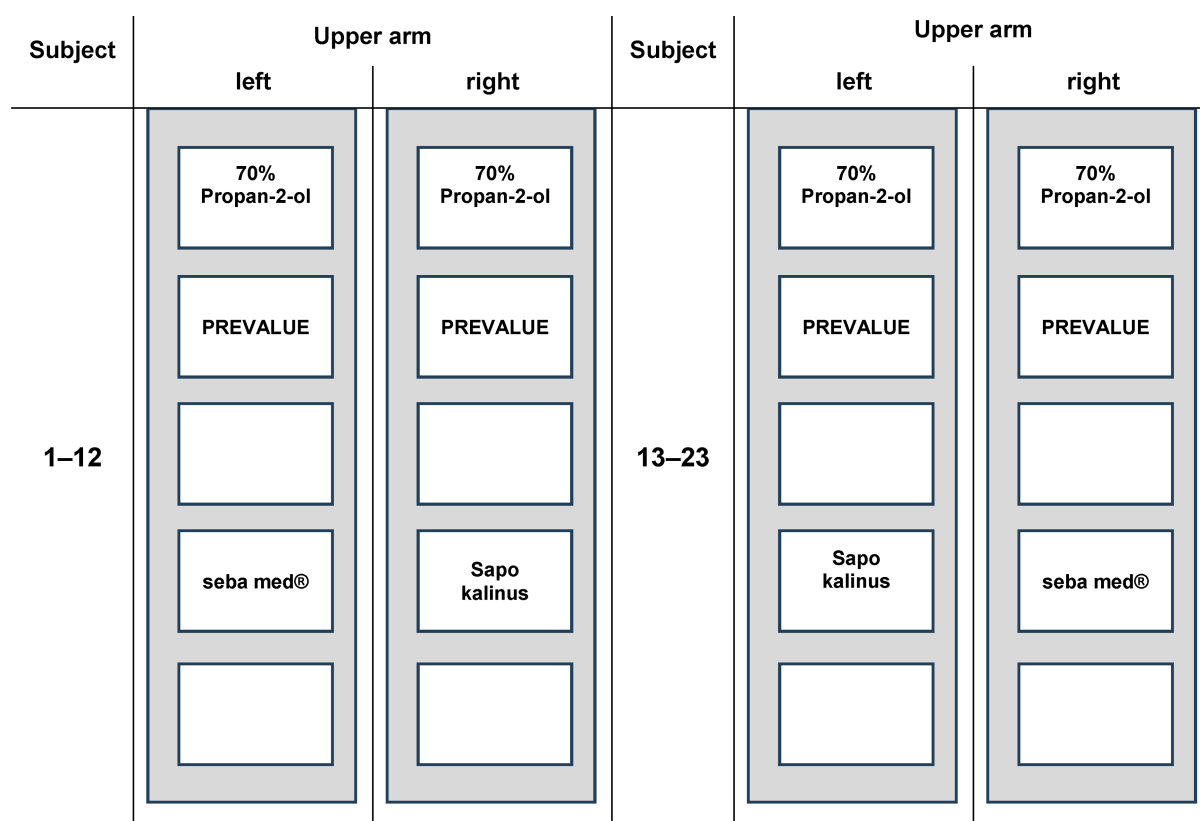 Subject
Upper arm
Subject
Upper arm
left
right
left
right
70%
Propan-2-ol
70%
Propan-2-ol
70%
Propan-2-ol
70%
Propan-2-ol
PREVALUE
PREVALUE
PREVALUE
PREVALUE
1–12
13–23
seba med®
Sapo
kalinus
Sapo
kalinus
seba med®